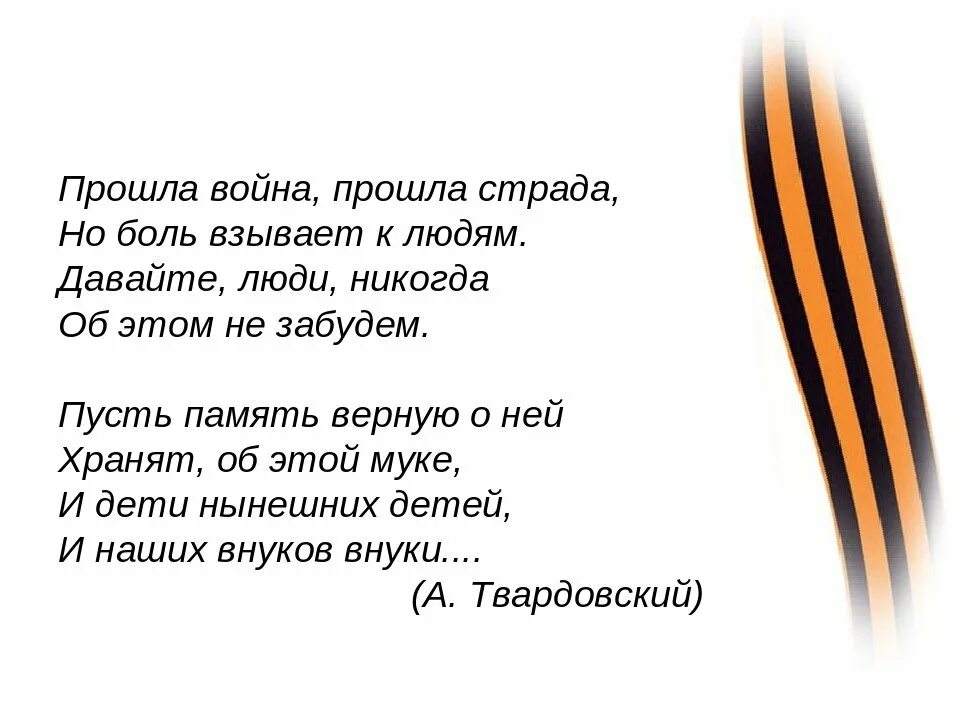 Прошла война, прошла страда,
Но боль взывает к людям.
Давайте, люди, никогда
Об этом не забудем.
Пусть память верную о ней
Хранят, об этой муке,
И дети нынешних детей,
И наших внуков внуки....
(А. Твардовский)